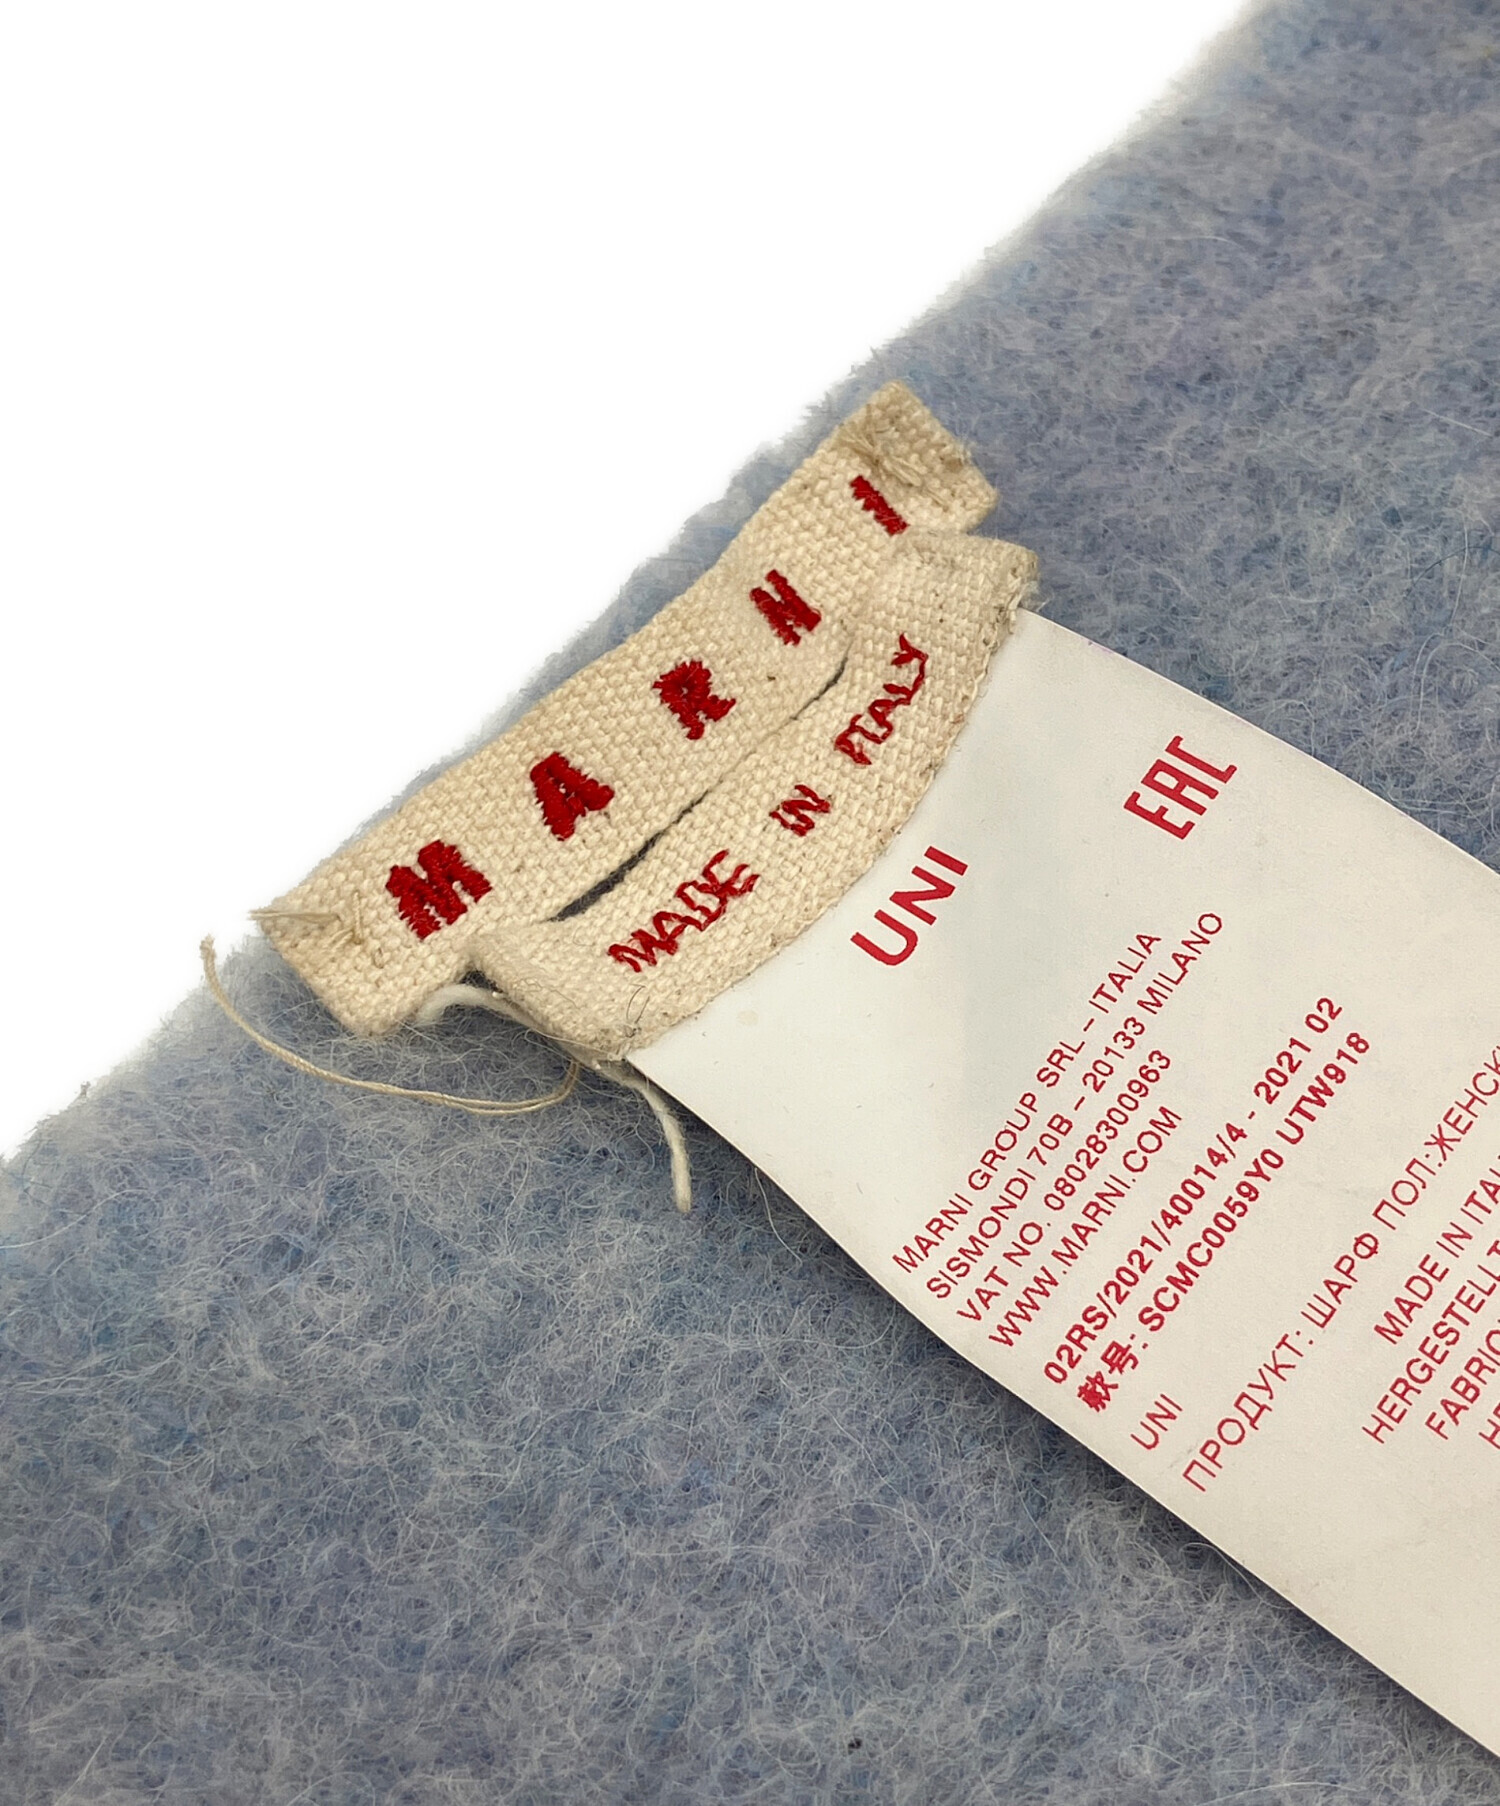 MARNI
MADE IN ITALY
UNI
EAC
MARNI GROUP SRL – ITALIA
SISMONDI 70B – 20133 MILANO
VAT NO. 08028300963
WWW.MARNI.COM
02RS/2021/40014/4 - 2021 02
款号: SCMC0059Y0 UTW918
UNI
ПРОДУКТ: ШАРФ ПОЛ:ЖЕНСК
MADE IN ITAL
HERGESTELLT
FABRIQ